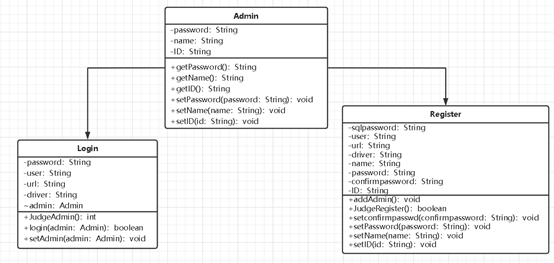 Admin
-password: String
-name: String
-ID: String
+getPassword(): String
+getName(): String
+getID(): String
+setPassword(password: String): void
+setName(name: String): void
+setID(id: String): void
Login
-password: String
-user: String
-url: String
-driver: String
~admin: Admin
+JudgeAdmin(): int
+login(admin: Admin): boolean
+setAdmin(admin: Admin): void
Register
-sqlpassword: String
-user: String
-url: String
-driver: String
-name: String
-password: String
-confirmpassword: String
-ID: String
+addAdmin(): void
+JudgeRegister(): boolean
+setconfirmpasswd(confirmpassword: String): void
+setPassword(password: String): void
+setName(name: String): void
+setID(id: String): void